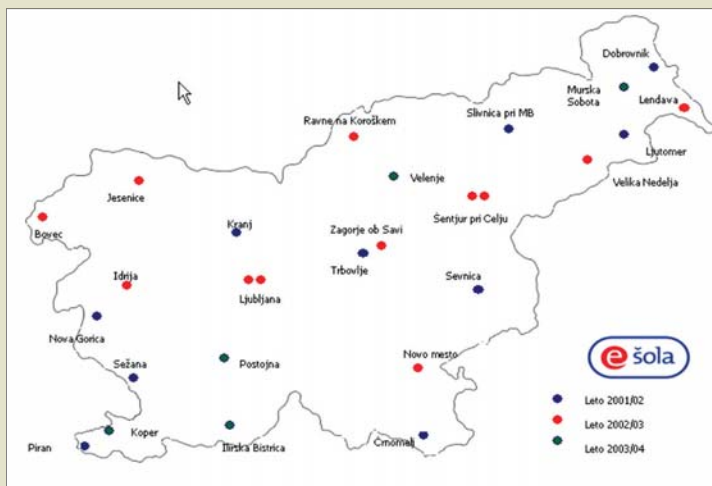 Dobrovnik
Murska
Sobota
Lendava
Slivnica pri MB
Ravne na Koroškem
Ljutomer
Velenje
Velika Nedelja
Jesenice
Šentjur pri Celju
Kranj
Zagorje ob Savi
Bovec
Trbovlje
Idrija
Ljubljana
Sevnica
Nova Gorica
Novo mesto
e šola
Sežana
Postojna
Leto 2001/02
Leto 2002/03
Koper
Črnomelj
Piran
Ilirska Bistrica
Leto 2003/04